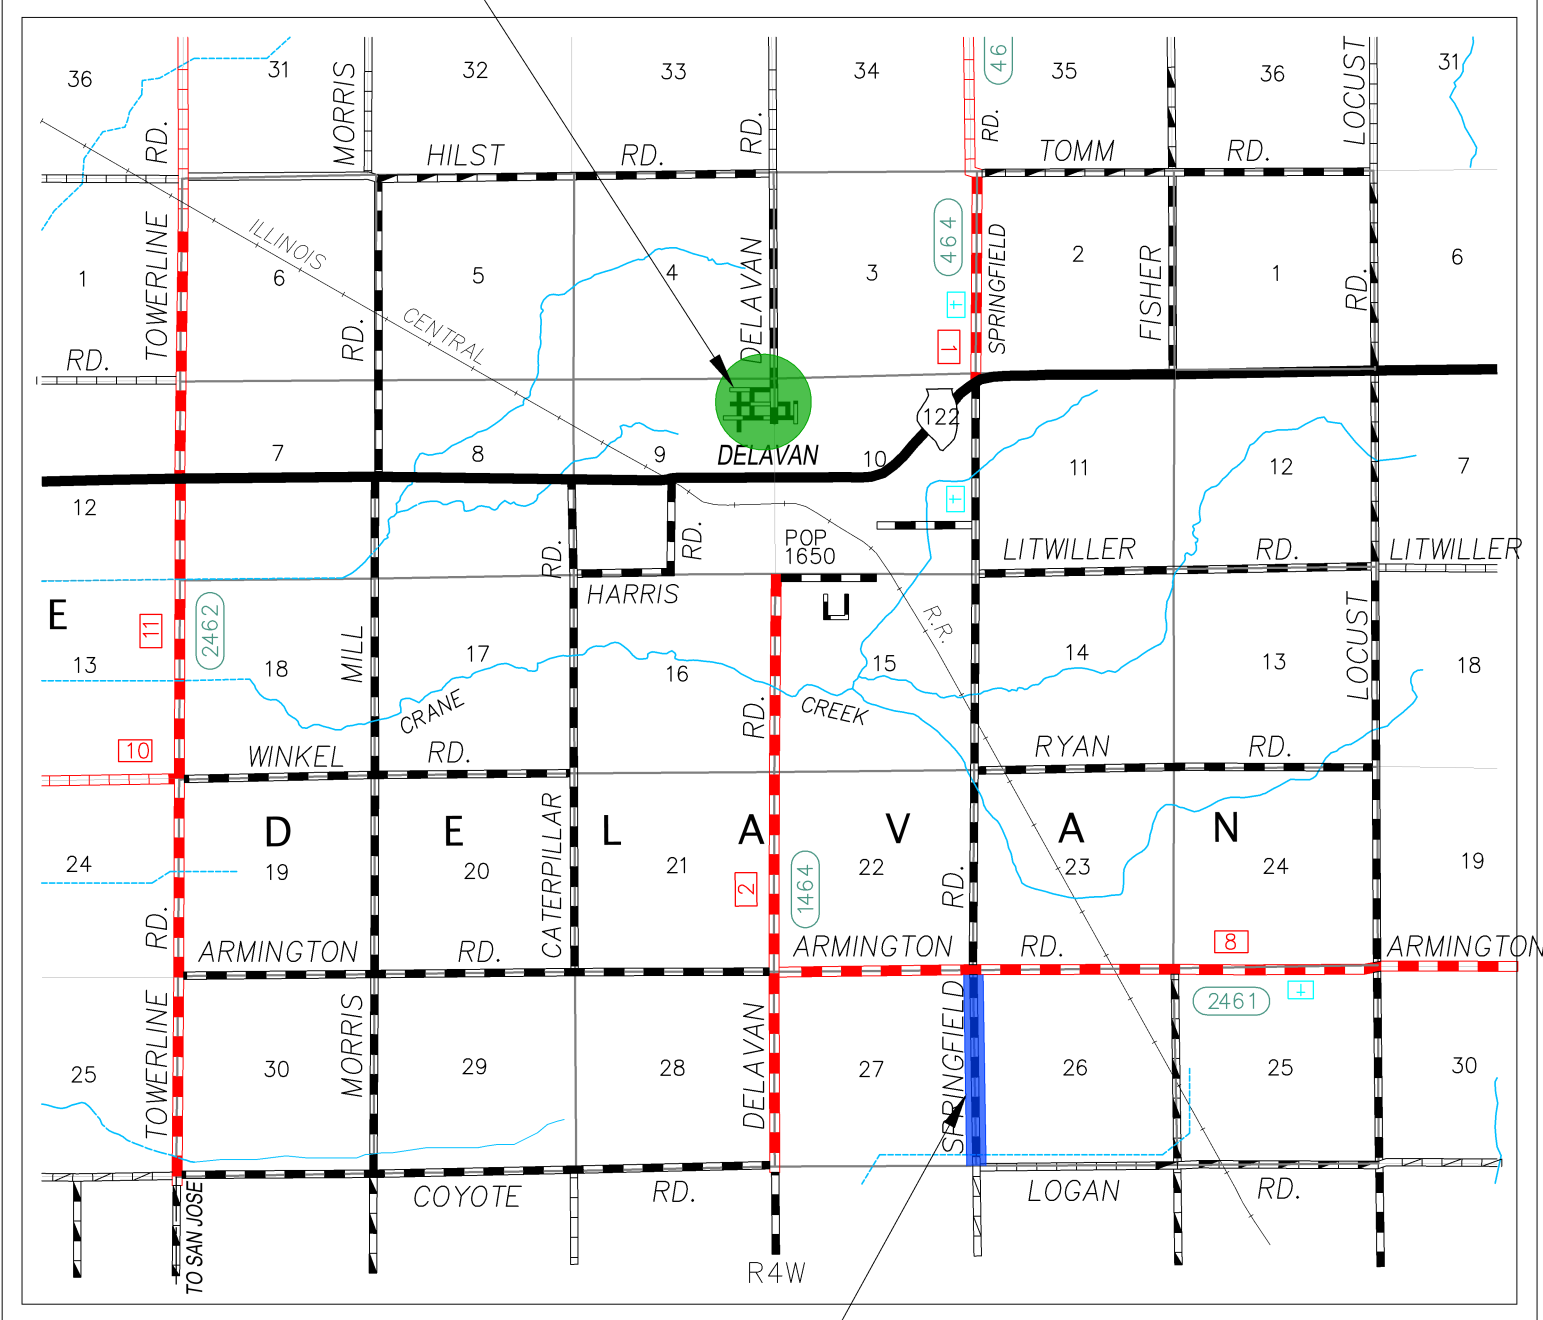 36 31 32 33 34 35 36 31
MORRIS
46
LOCUST
RD.
RD.
RD.
HILST RD.
TOMM RD.
TOWERLINE
ILLINOIS
CENTRAL
DELAVAN
464
SPRINGFIELD
FISHER
RD.
RD.
1 6 5 4 3 2 1 6
RD.
1
122
7 8 9 10 11 12 7
DELAVAN
12
POP
1650
RD.
RD.
LITWILLER RD. LITWILLER
HARRIS
R.R.
E
11
2462
MILL
LOCUST
13 18 17 16 15 14 13 18
CRANE
CREEK
RD.
10
WINKEL RD.
RYAN RD.
D E L A V A N
24 19 20 21 22 23 24 19
CATERPILLAR
2
1464
RD.
RD.
ARMINGTON RD.
ARMINGTON RD.
8
ARMINGTON
2461
TOWERLINE
MORRIS
DELAVAN
SPRINGFIELD
25 30 29 28 27 26 25 30
TO SAN JOSE
COYOTE RD.
LOGAN RD.
R4W